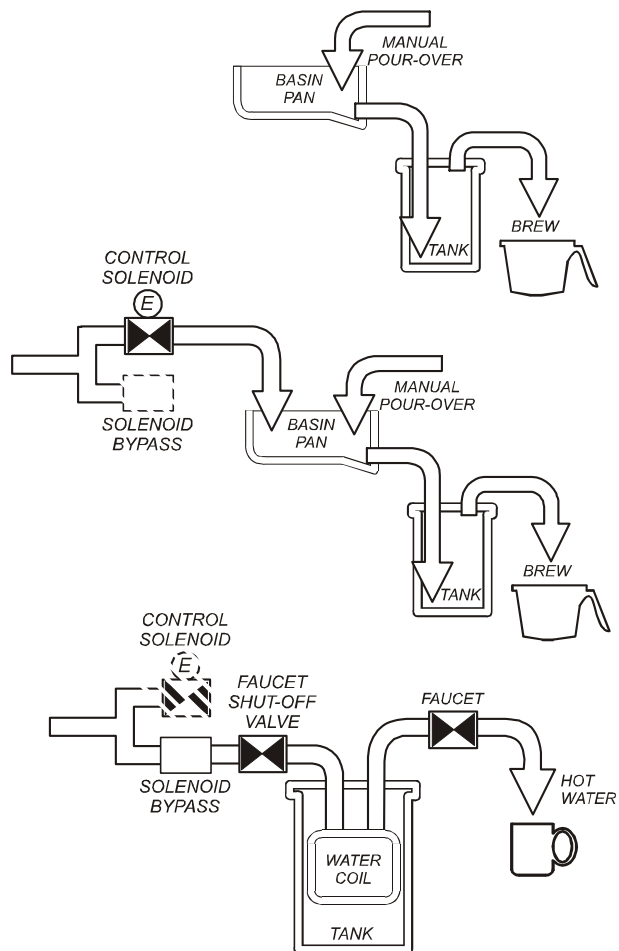 MANUAL
POUR-OVER
BASIN
PAN
TANK
BREW
CONTROL
SOLENOID
E
SOLENOID
BYPASS
MANUAL
POUR-OVER
BASIN
PAN
TANK
BREW
CONTROL
SOLENOID
E
FAUCET
SHUT-OFF
VALVE
SOLENOID
BYPASS
FAUCET
HOT
WATER
WATER
COIL
TANK